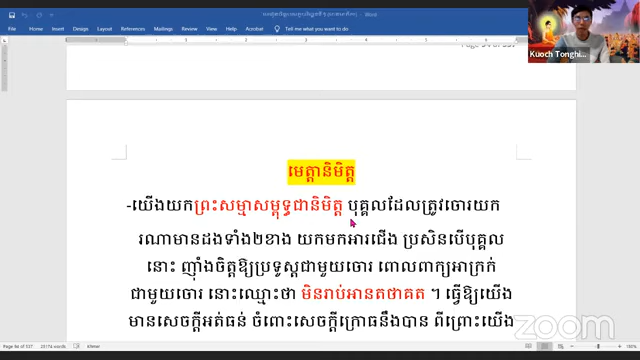 File Home Insert Draw Design Layout References Mailings Review View Help Acrobat Tell me what you want to do
Kuoch Tonghi...
មេត្តានិមិត្ត
-យើងយកព្រះសម្មាសម្ពុទ្ធជានិមិត្ត បុគ្គលដែលត្រូវចោរយក
រណាមានដងទាំង២ខាង យកមកអារជើង ប្រសិនបើបុគ្គល
នោះ ញ៉ាំងចិត្តឱ្យប្រទូស្តជាមួយចោរ ពោលពាក្យអាក្រក់
ជាមួយចោរ នោះឈ្មោះថា មិនរាប់អានតថាគត ។ ធ្វើឱ្យយើង
មានសេចក្តីអត់ធន់ ចំពោះសេចក្តីក្រោធនឹងបាន ពីព្រោះយើង
zoom
Khmer